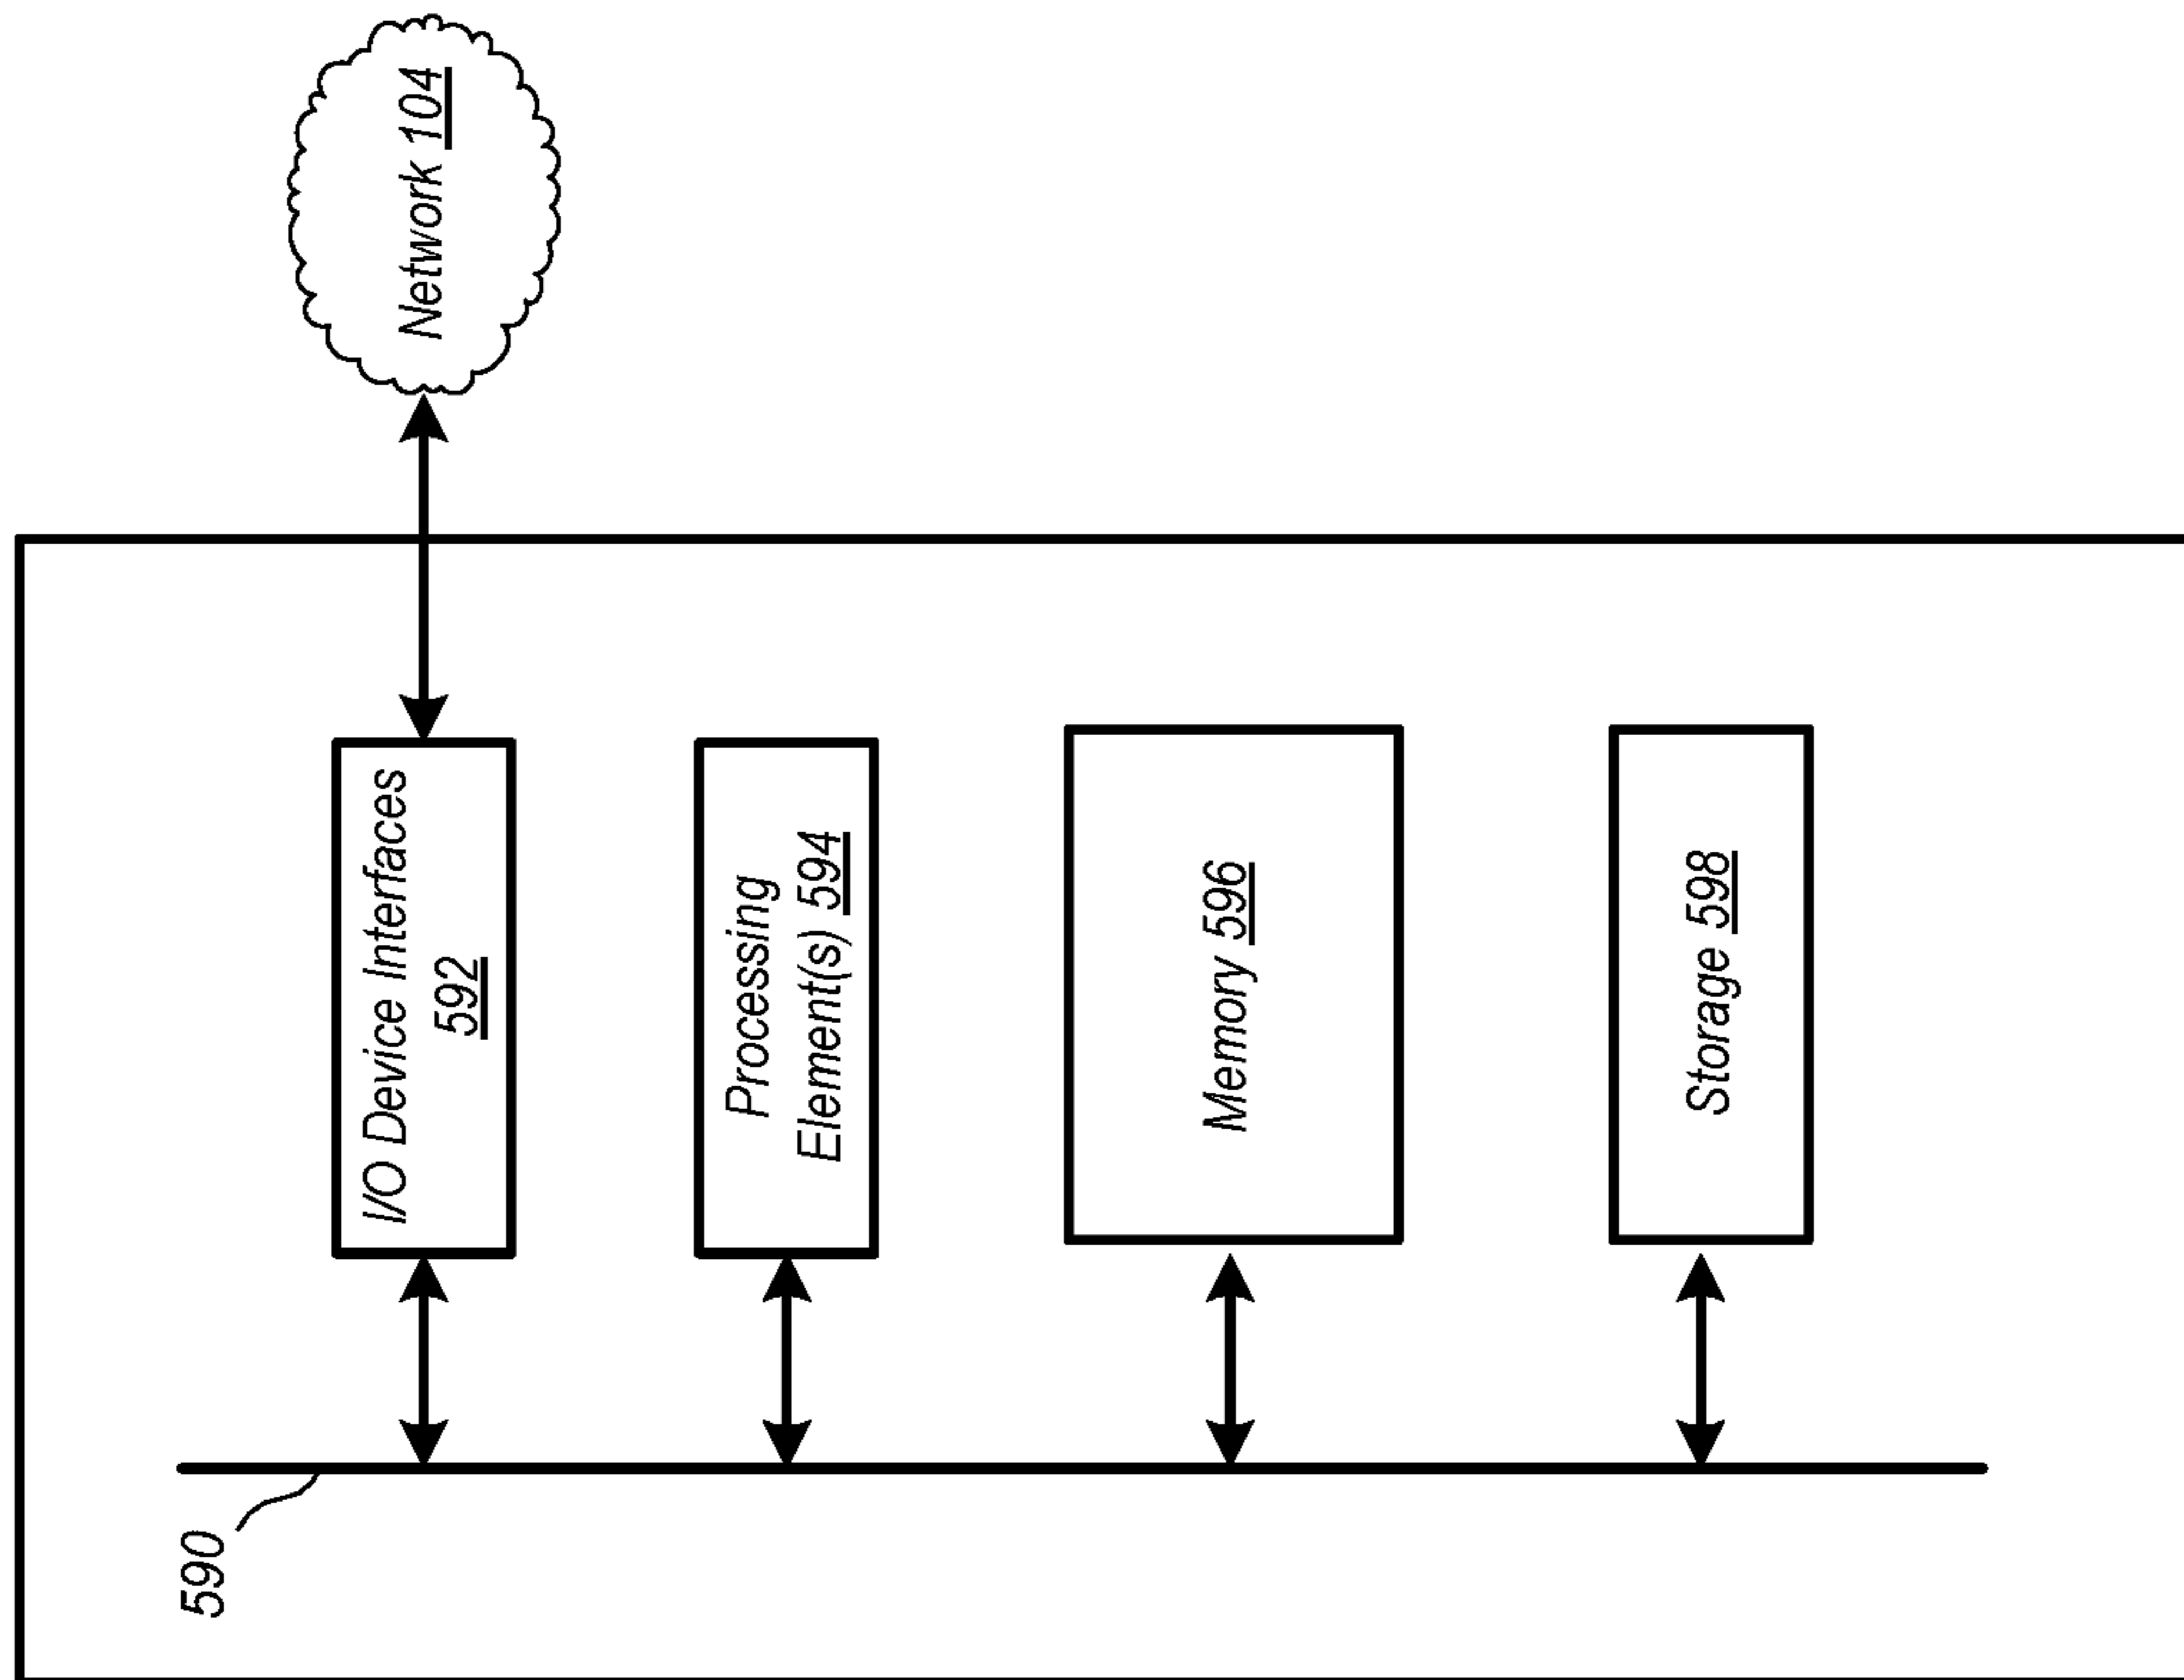 Network 104
I/O Device Interfaces
592
Processing
Element(s) 594
Memory 596
Storage 598
590